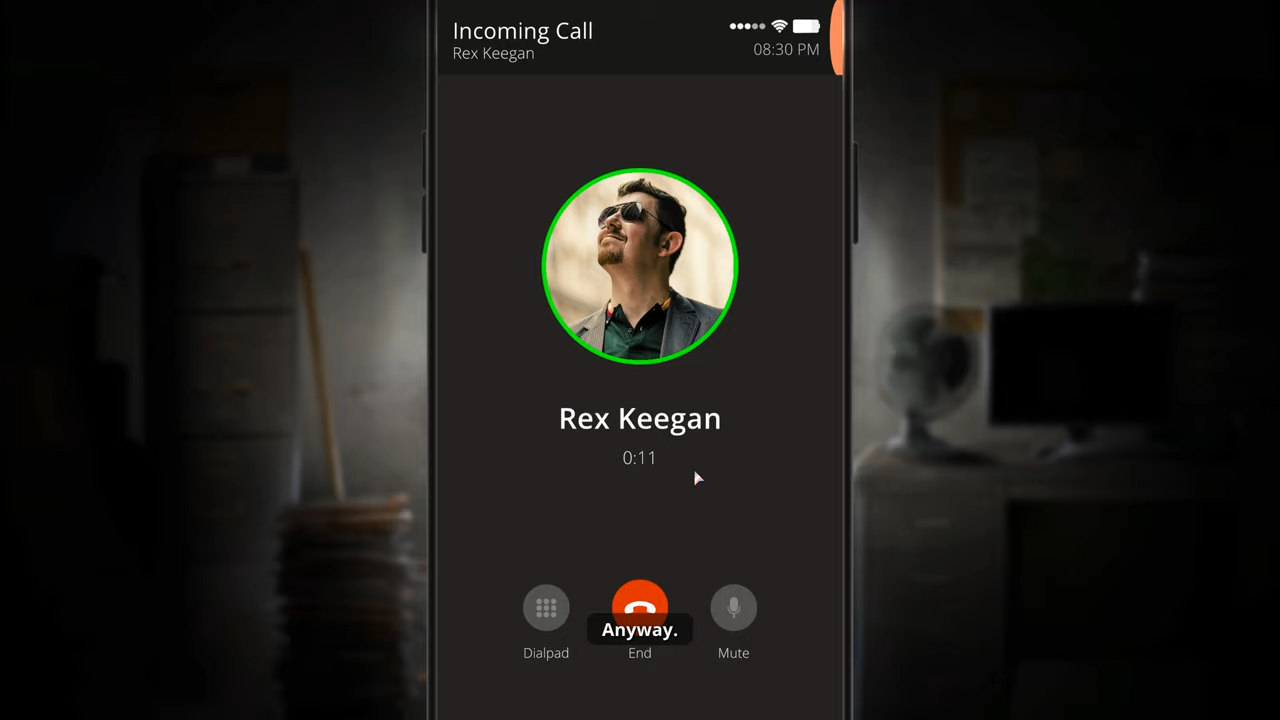 Incoming Call
Rex Keegan
08:30 PM
Rex Keegan
0:11
Anyway.
Dialpad
End
Mute